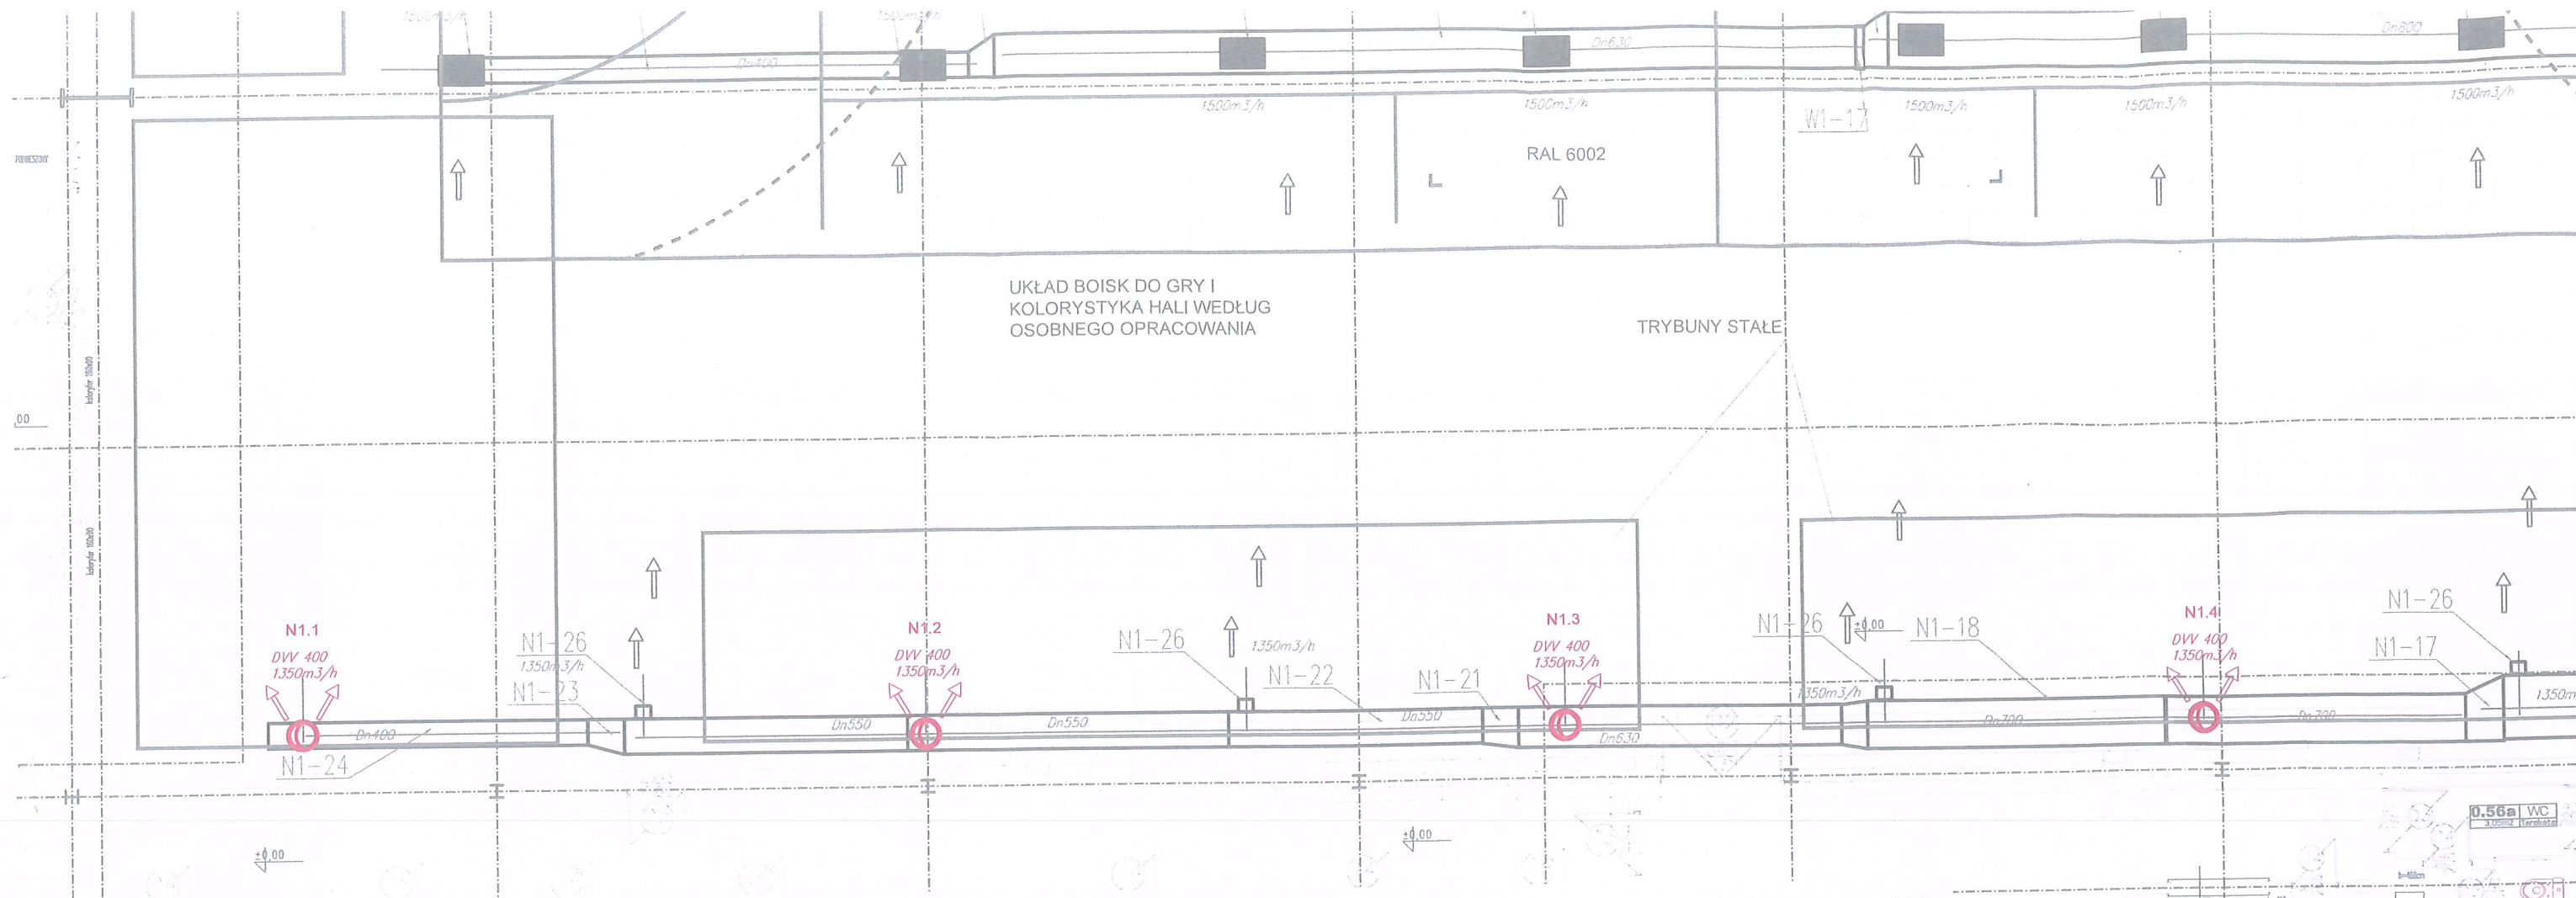 1500m3/h
1500m3/h
Dn400
Dn630
Dn800
1500m3/h
1500m3/h
1500m3/h
1500m3/h
1500m3/h
W1-17
RAL 6002
UKŁAD BOISK DO GRY I
KOLORYSTYKA HALI WEDŁUG
OSOBNEGO OPRACOWANIA
TRYBUNY STAŁE
,00
N1.1
DVV 400
1350m3/h
N1-26
1350m3/h
N1-23
N1.2
DVV 400
1350m3/h
N1-26
1350m3/h
N1-22
N1-21
N1.3
DVV 400
1350m3/h
N1-26
±0,00
N1-18
1350m3/h
N1.4
DVV 400
1350m3/h
N1-26
N1-17
1350m
Dn400
N1-24
Dn550
Dn550
Dn550
Dn630
Dn700
Dn700
±0,00
±0,00
0.56a WC